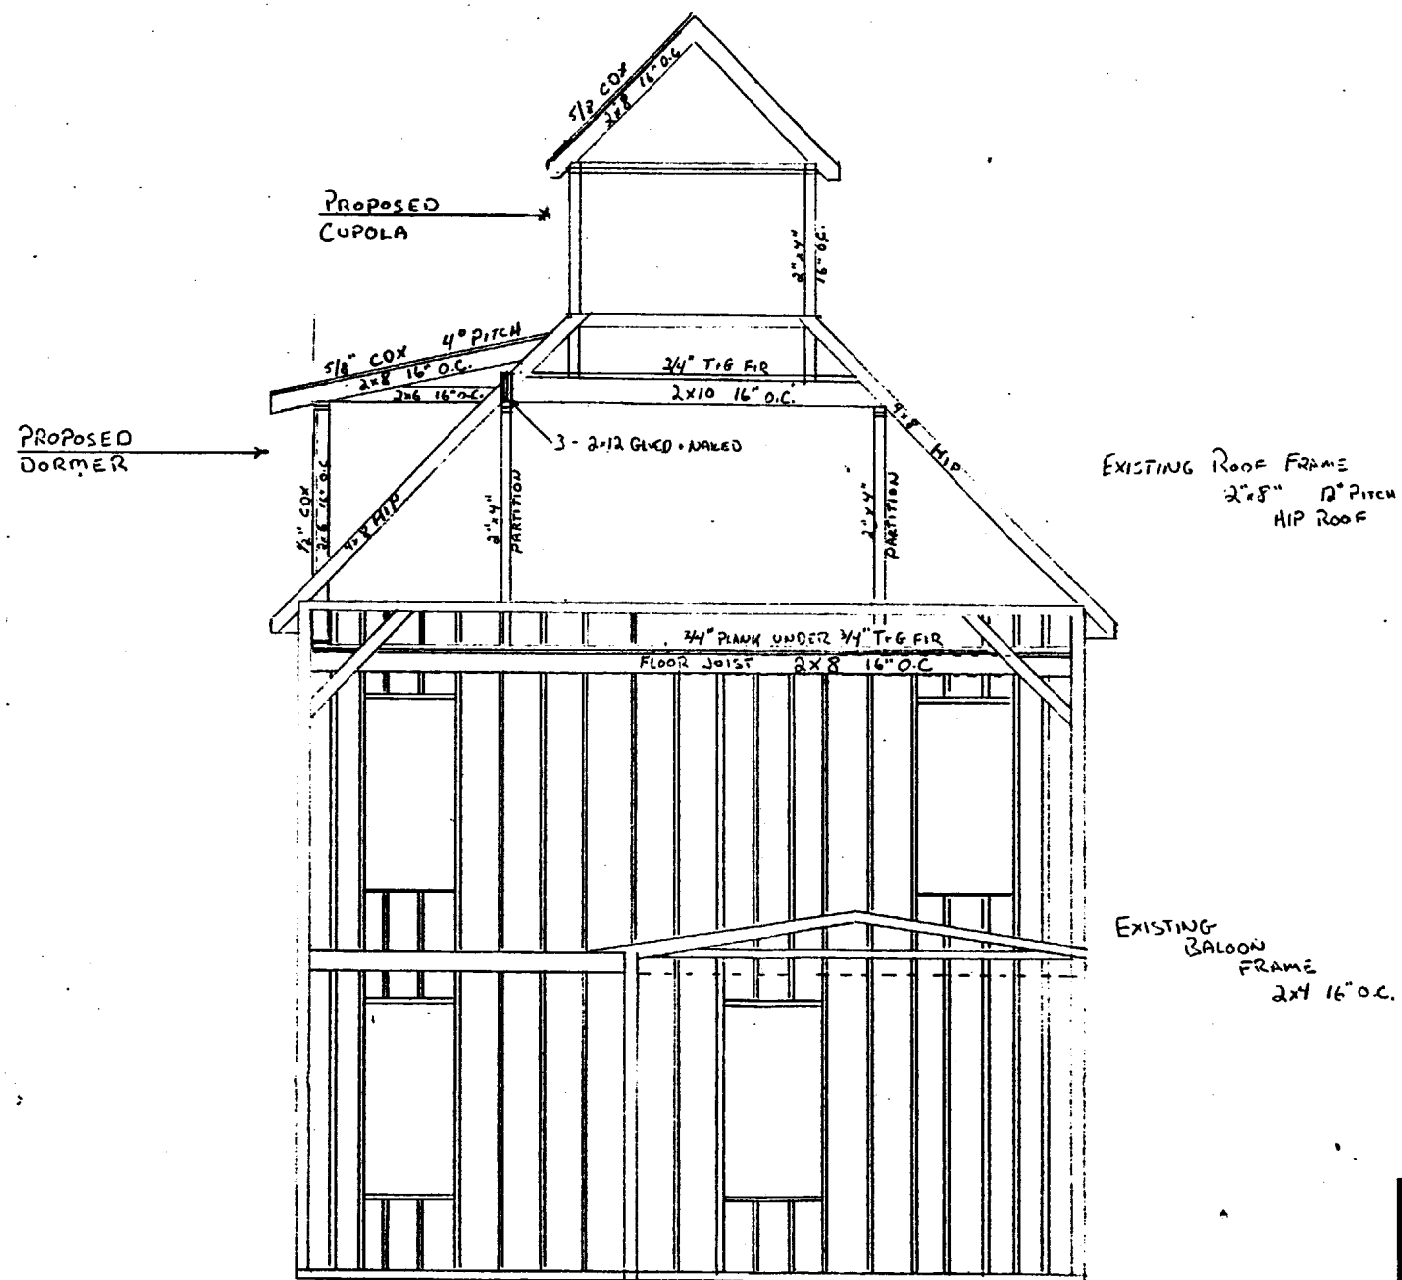 5/8 CDX
2x8 16" O.C
PROPOSED
CUPOLA
2"x4"
16" O.C.
4" PITCH
5/8" CDX
2x8 16" O.C.
2x6 16" O.C.
3/4" T+G FIR
2x10 16" O.C.
4x8 HIP
3 - 2x12 GLUED + NAILED
PROPOSED
DORMER
1/2" CDX
2x6 16" O.C
4x8 HIP
2"x4"
PARTITION
2"x4"
PARTITION
EXISTING ROOF FRAME
2"x8" 12" PITCH
HIP ROOF
3/4" PLANK UNDER 3/4" T+G FIR
FLOOR JOIST 2x8 16" O.C
EXISTING
BALOON
FRAME
2x4 16" O.C.